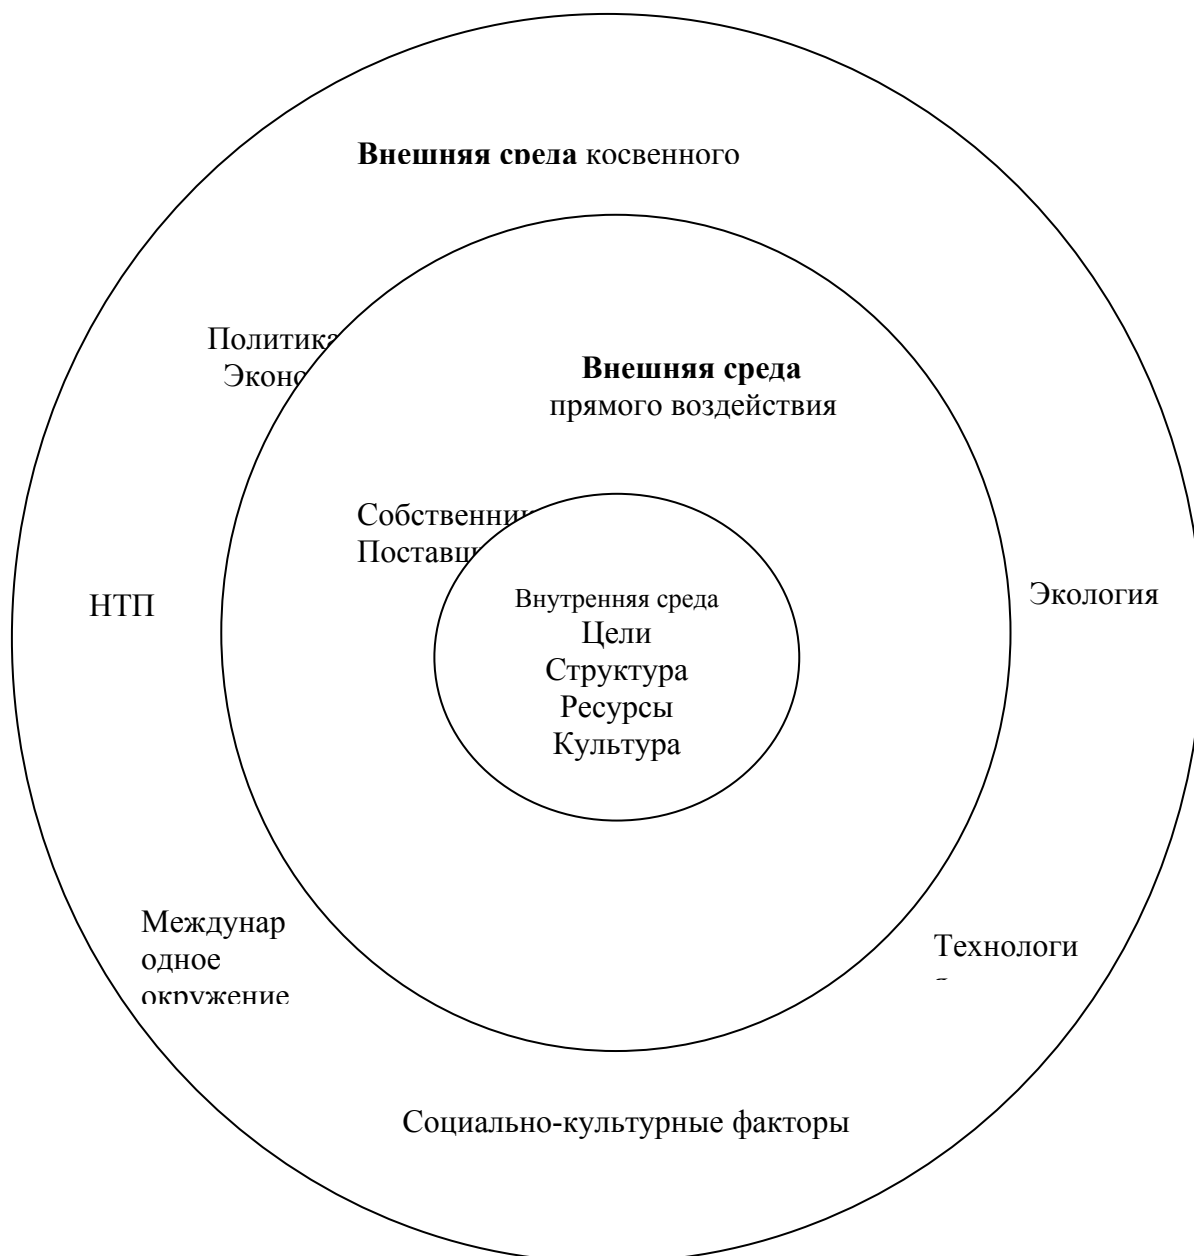 Внешняя среда косвенного
Политика
Эконо
Внешняя среда
прямого воздействия
Собственник
Поставщ
НТП
Внутренняя среда
Цели
Структура
Ресурсы
Культура
Экология
Междунар
одное
окружение
Технологи
Социально-культурные факторы